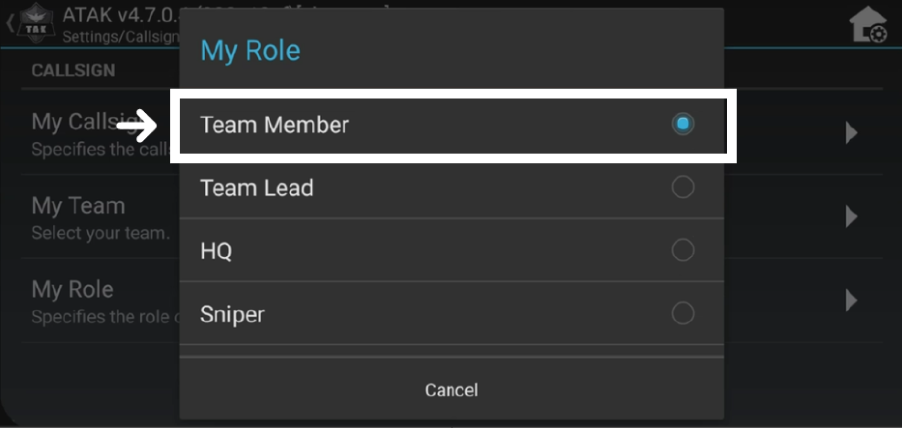 ATAK v4.7.0.
Settings/Callsign
TAK
My Role
CALLSIGN
My Callsig
Specifies the call
Team Member
My Team
Select your team.
Team Lead
HQ
My Role
Specifies the role
Sniper
Cancel